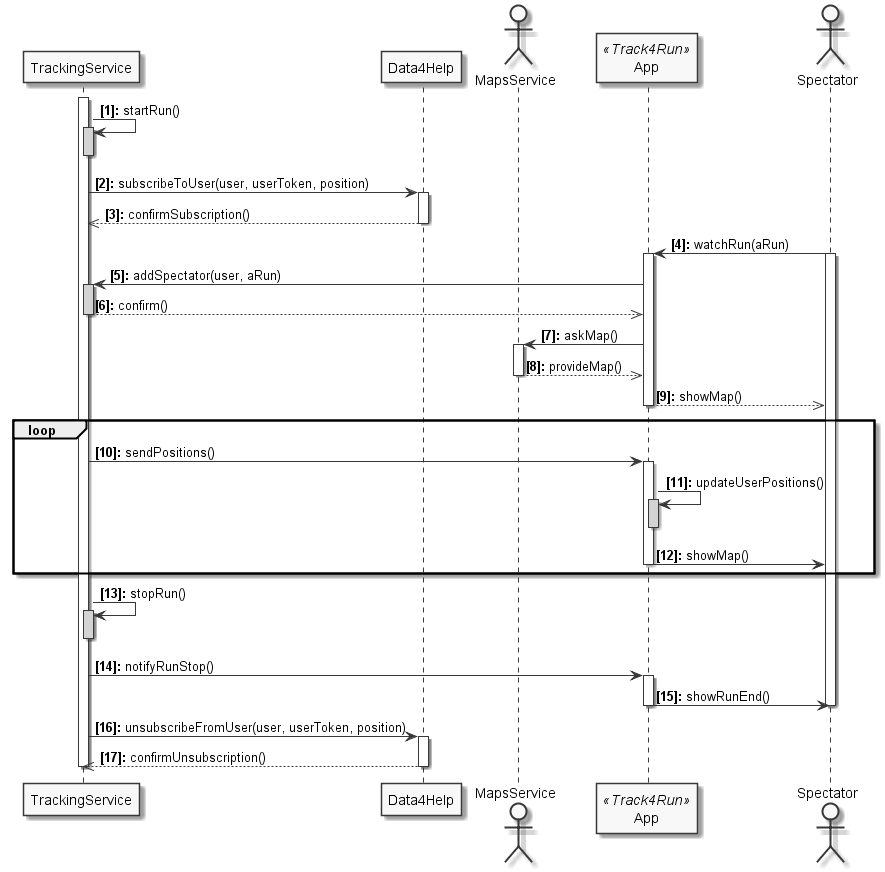 TrackingService
Data4Help
MapsService
«Track4Run»
App
Spectator
[1]: startRun()
[2]: subscribeToUser(user, userToken, position)
[3]: confirmSubscription()
[4]: watchRun(aRun)
[5]: addSpectator(user, aRun)
[6]: confirm()
[7]: askMap()
[8]: provideMap()
[9]: showMap()
loop
[10]: sendPositions()
[11]: updateUserPositions()
[12]: showMap()
[13]: stopRun()
[14]: notifyRunStop()
[15]: showRunEnd()
[16]: unsubscribeFromUser(user, userToken, position)
[17]: confirmUnsubscription()
TrackingService
Data4Help
MapsService
«Track4Run»
App
Spectator